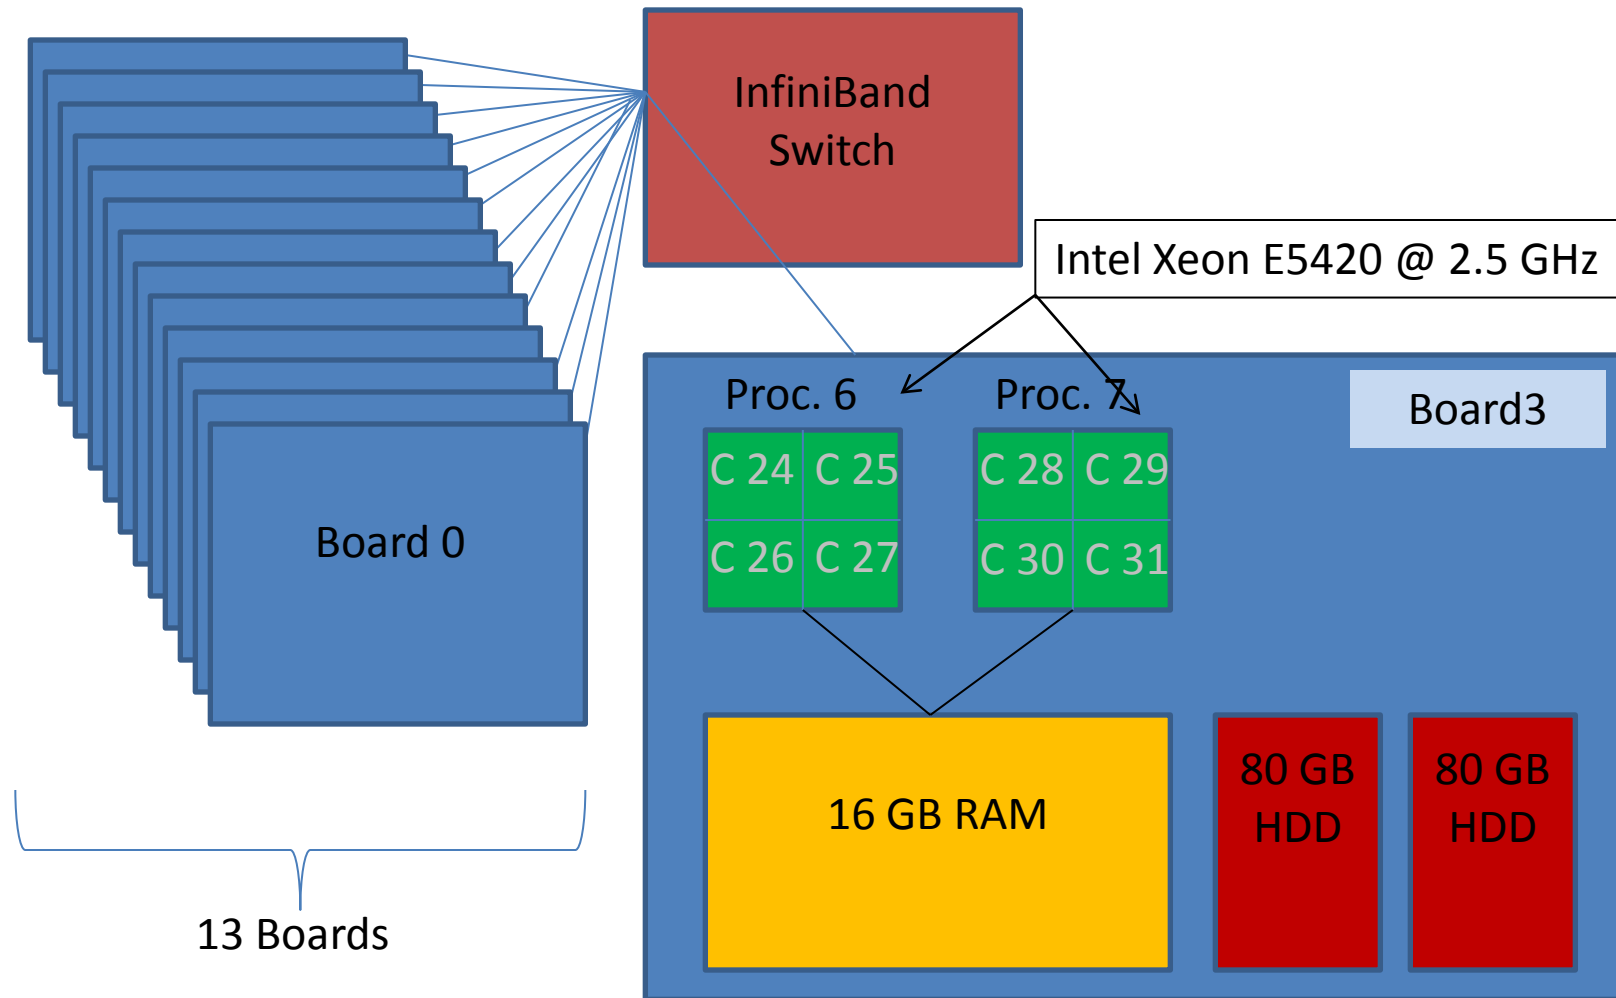 InfiniBand
Switch
Intel Xeon E5420 @ 2.5 GHz
Proc. 6
Proc. 7
Board3
C 24
C 25
C 28
C 29
C 26
C 27
C 30
C 31
Board 0
16 GB RAM
80 GB
HDD
80 GB
HDD
13 Boards